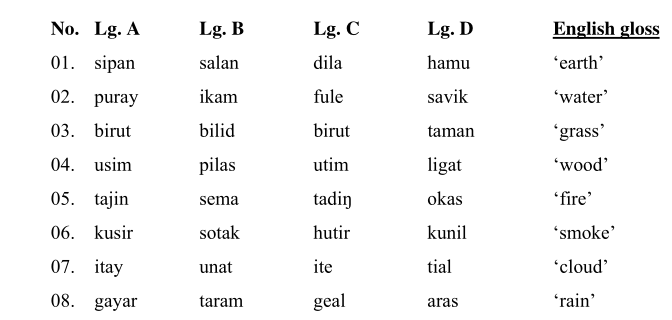 No. Lg. A Lg. B Lg. C Lg. D English gloss
01. sipan salan dila hamu ‘earth’
02. puray ikam fule savik ‘water’
03. birut bilid birut taman ‘grass’
04. usim pilas utim ligat ‘wood’
05. tajin sema tadiŋ okas ‘fire’
06. kusir sotak hutir kunil ‘smoke’
07. itay unat ite tial ‘cloud’
08. gayar taram geal aras ‘rain’